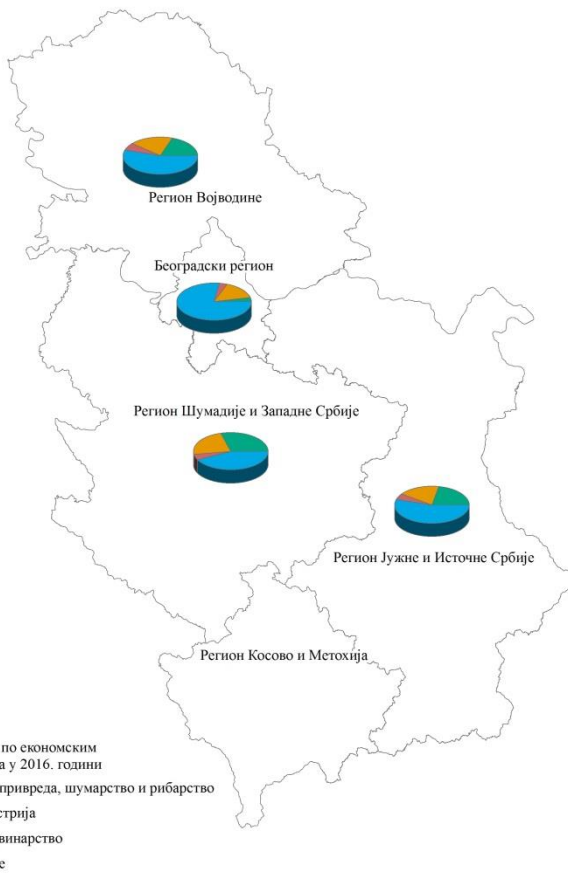 Регион Војводине
Београдски регион
Регион Шумадије и Западне Србије
Регион Јужне и Источне Србије
Регион Косово и Метохија
по економским
а у 2016. години
привреда, шумарство и рибарство
стрија
винарство
е